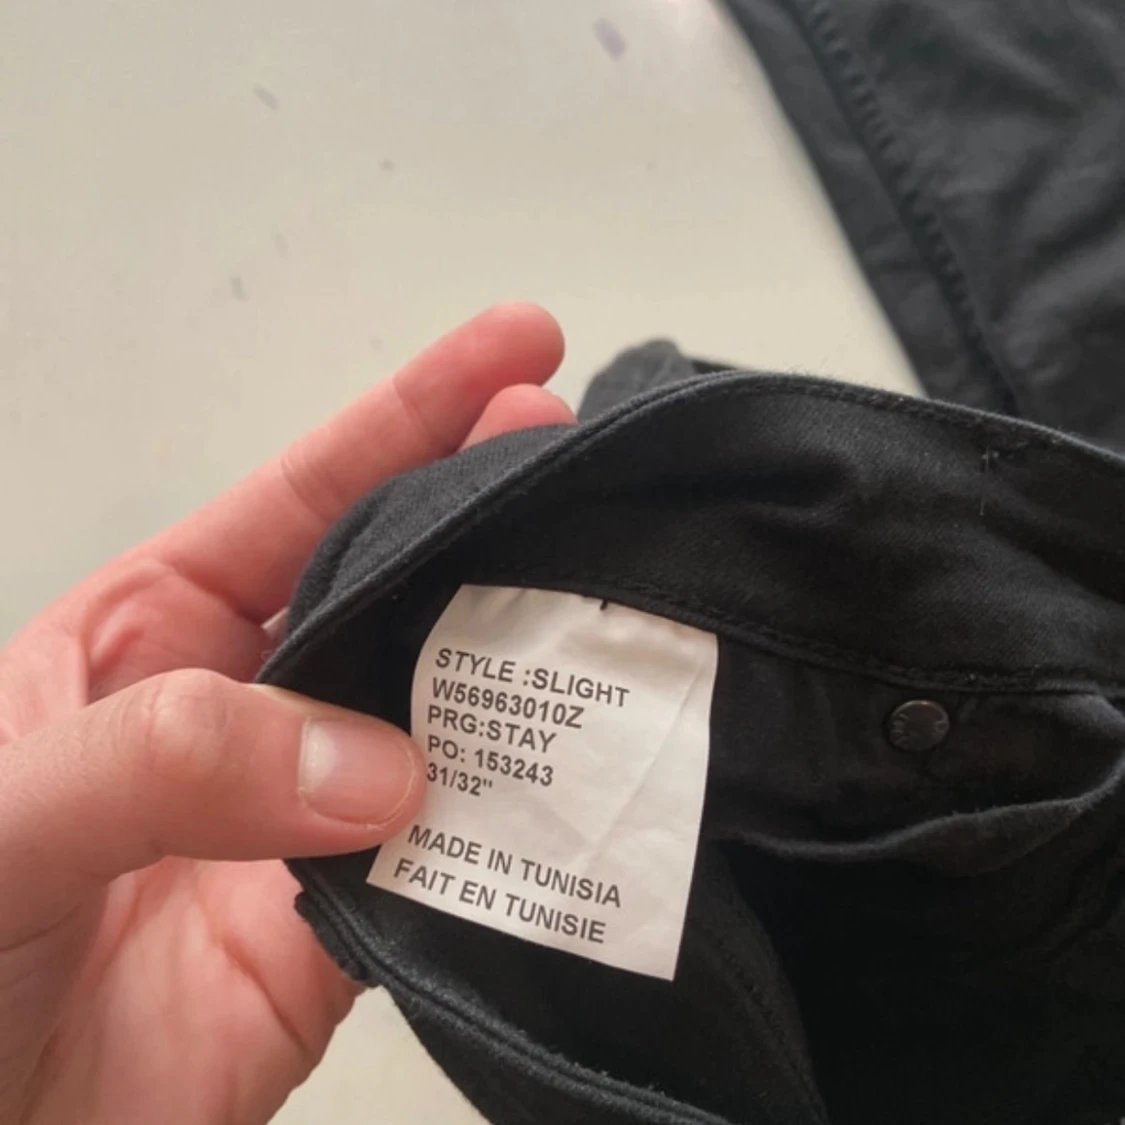 STYLE :SLIGHT
W56963010Z
PRG:STAY
PO: 153243
31/32"
MADE IN TUNISIA
FAIT EN TUNISIE